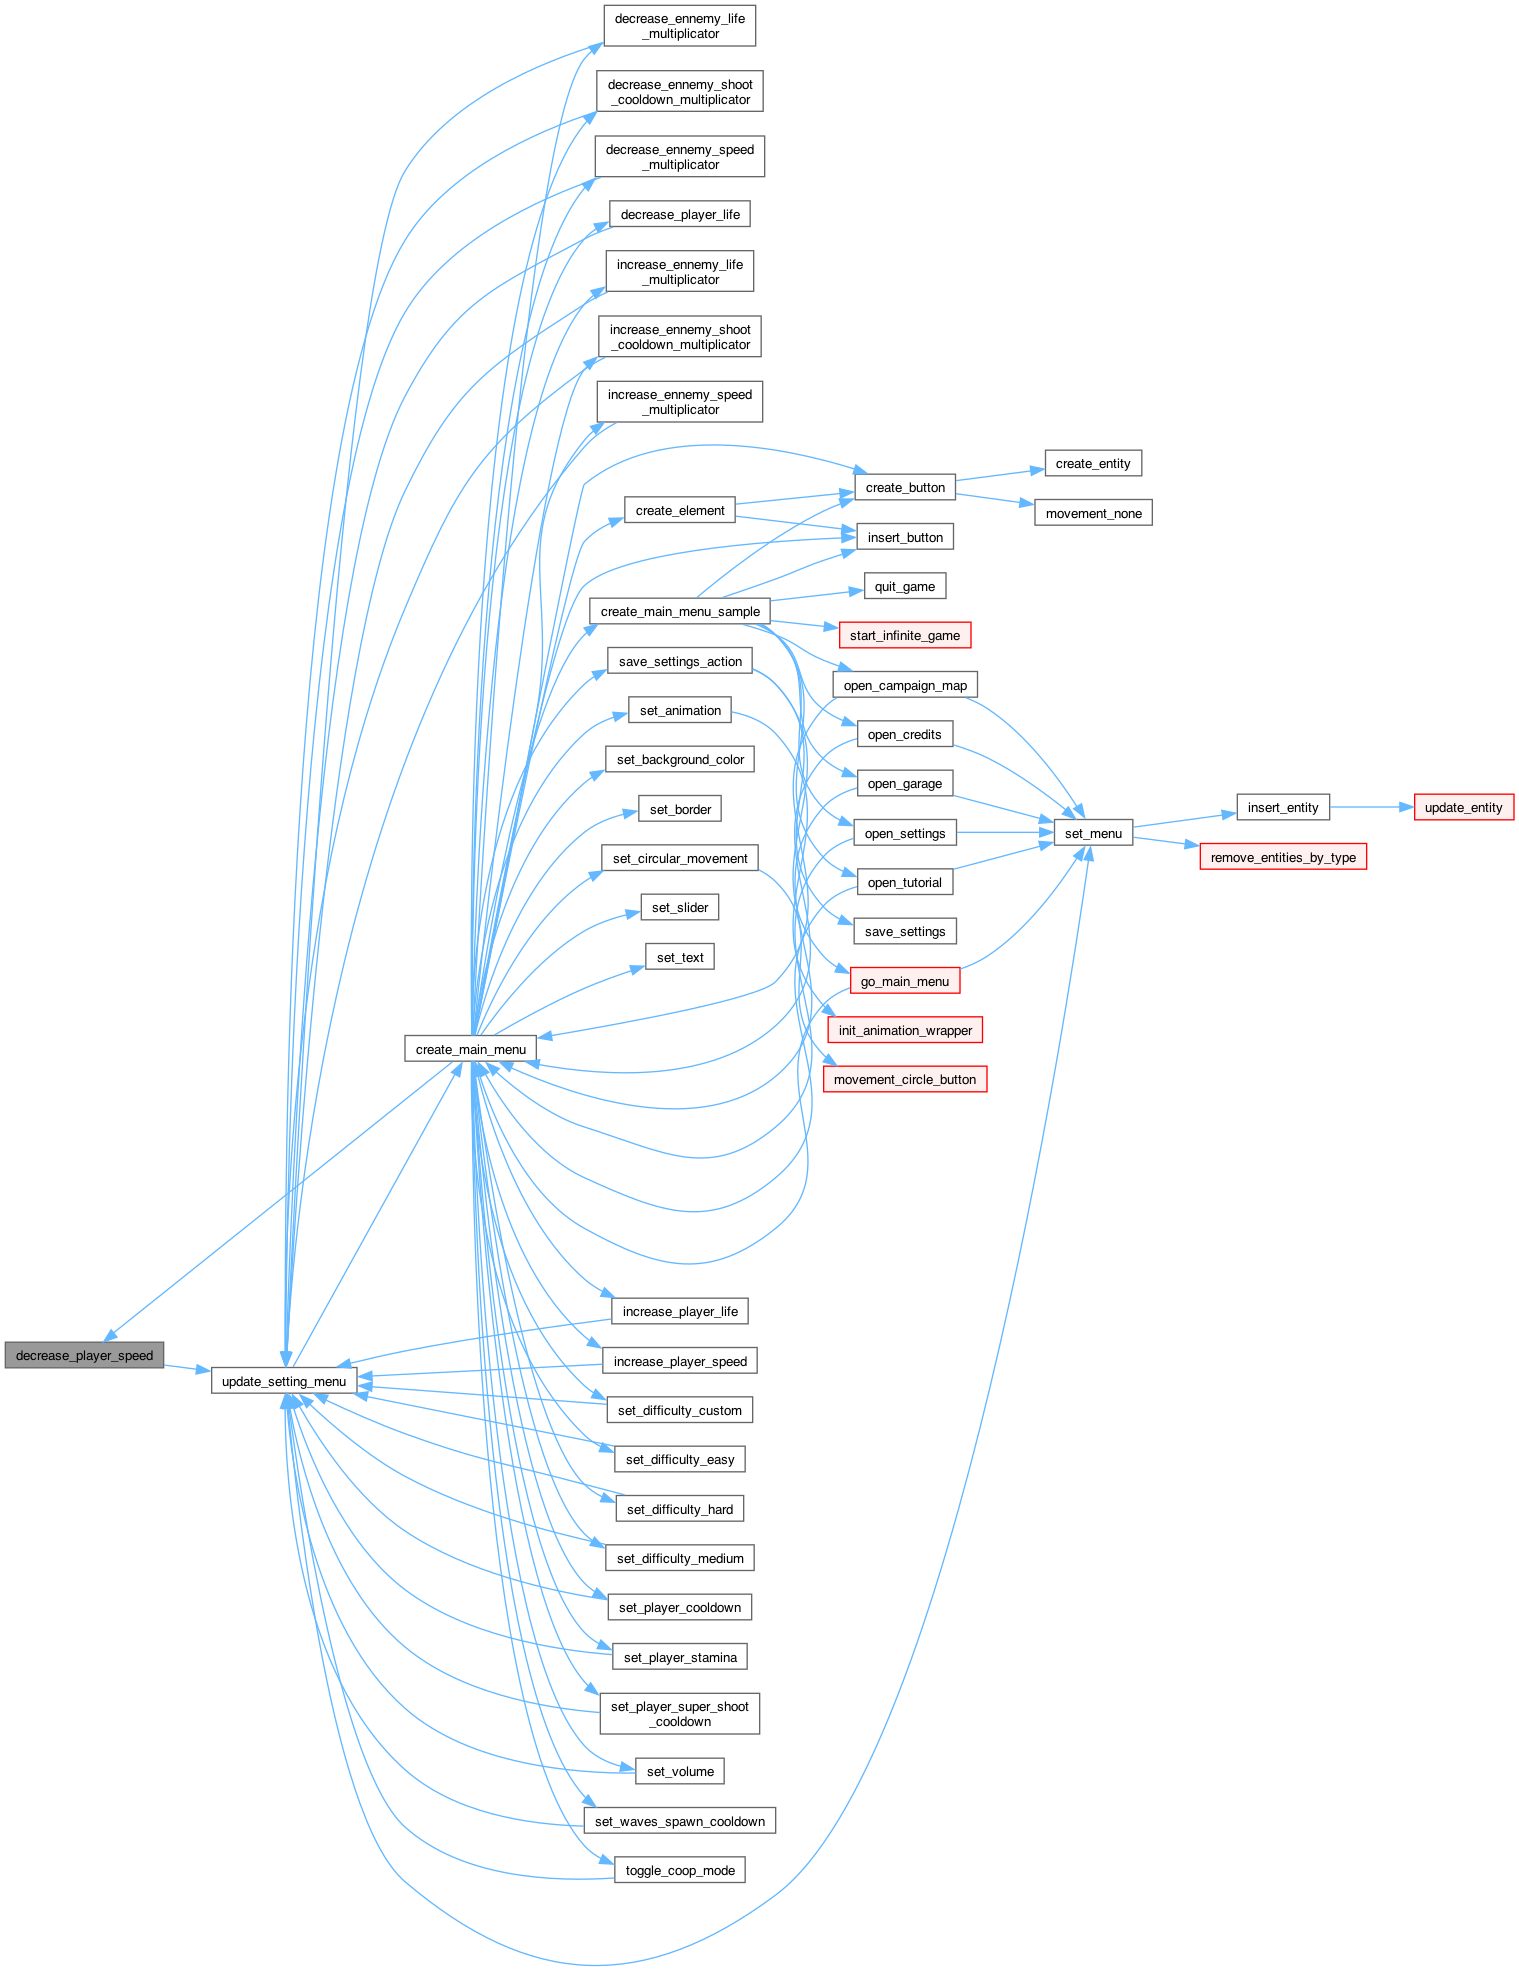 decrease_ennemy_life
_multiplicator
decrease_ennemy_shoot
_cooldown_multiplicator
decrease_ennemy_speed
_multiplicator
decrease_player_life
increase_ennemy_life
_multiplicator
increase_ennemy_shoot
_cooldown_multiplicator
increase_ennemy_speed
_multiplicator
create_entity
create_button
movement_none
create_element
insert_button
quit_game
create_main_menu_sample
start_infinite_game
save_settings_action
open_campaign_map
set_animation
open_credits
set_background_color
open_garage
set_border
insert_entity
update_entity
open_settings
set_menu
set_circular_movement
remove_entities_by_type
open_tutorial
set_slider
save_settings
set_text
go_main_menu
init_animation_wrapper
create_main_menu
movement_circle_button
increase_player_life
decrease_player_speed
increase_player_speed
update_setting_menu
set_difficulty_custom
set_difficulty_easy
set_difficulty_hard
set_difficulty_medium
set_player_cooldown
set_player_stamina
set_player_super_shoot
_cooldown
set_volume
set_waves_spawn_cooldown
toggle_coop_mode